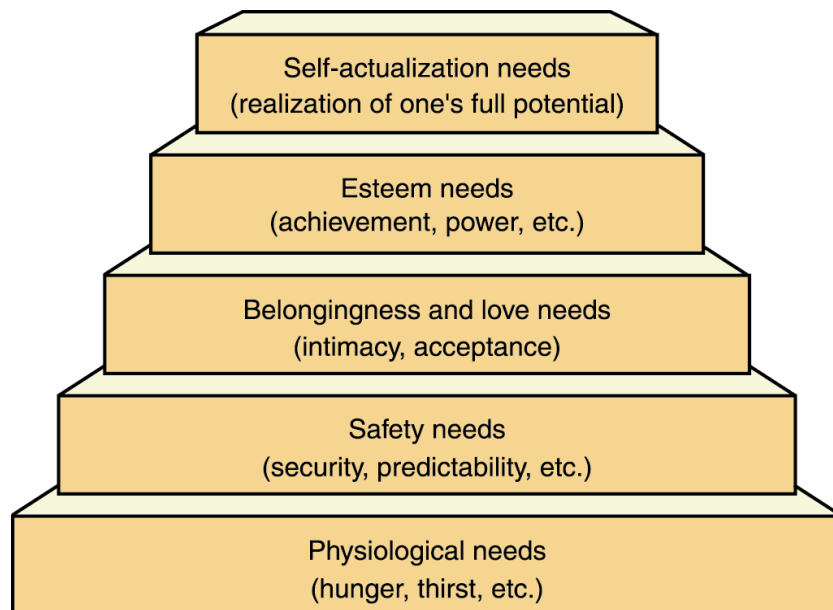 Self-actualization needs
(realization of one's full potential)
Esteem needs
(achievement, power, etc.)
Belongingness and love needs
(intimacy, acceptance)
Safety needs
(security, predictability, etc.)
Physiological needs
(hunger, thirst, etc.)